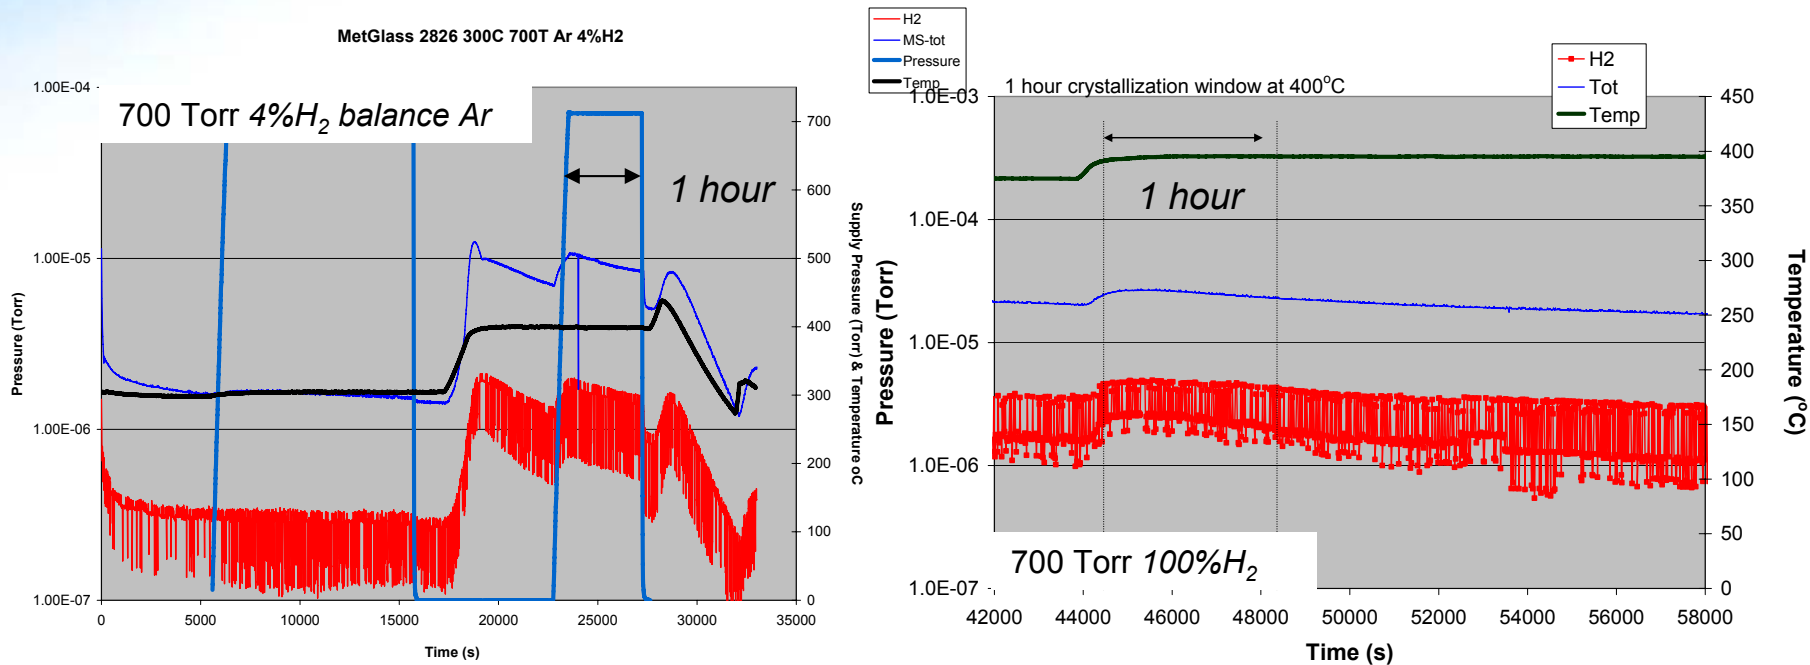 MetGlass 2826 300C 700T Ar 4%H2
H2
MS-tot
Pressure
Temp
700 Torr 4%H2 balance Ar
1 hour
1.00E-04
1.00E-05
1.00E-06
1.00E-07
Pressure (Torr)
700
600
500
400
300
200
100
0
Supply Pressure (Torr) & Temperature oC
0 5000 10000 15000 20000 25000 30000 35000
Time (s)
H2
Tot
Temp
1 hour crystallization window at 400oC
1 hour
700 Torr 100%H2
1.0E-03
1.0E-04
1.0E-05
1.0E-06
1.0E-07
Pressure (Torr)
450
400
350
300
250
200
150
100
50
0
Temperature (oC)
42000 44000 46000 48000 50000 52000 54000 56000 58000
Time (s)